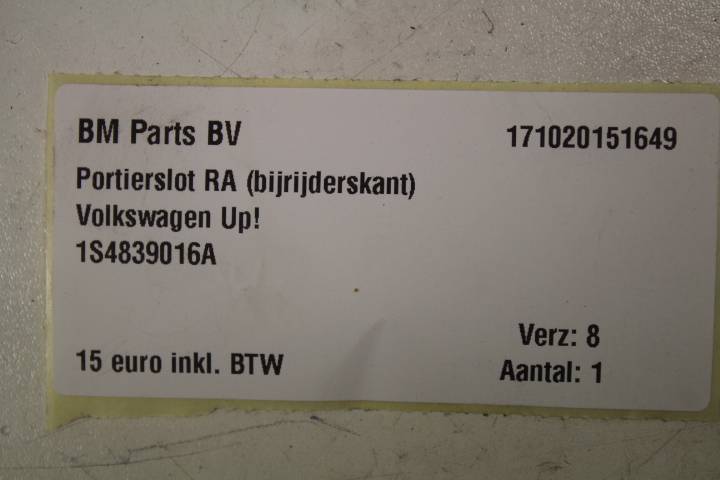 BM Parts BV 171020151649
Portierslot RA (bijrijderskant)
Volkswagen Up!
1S4839016A
Verz: 8
15 euro inkl. BTW Aantal: 1